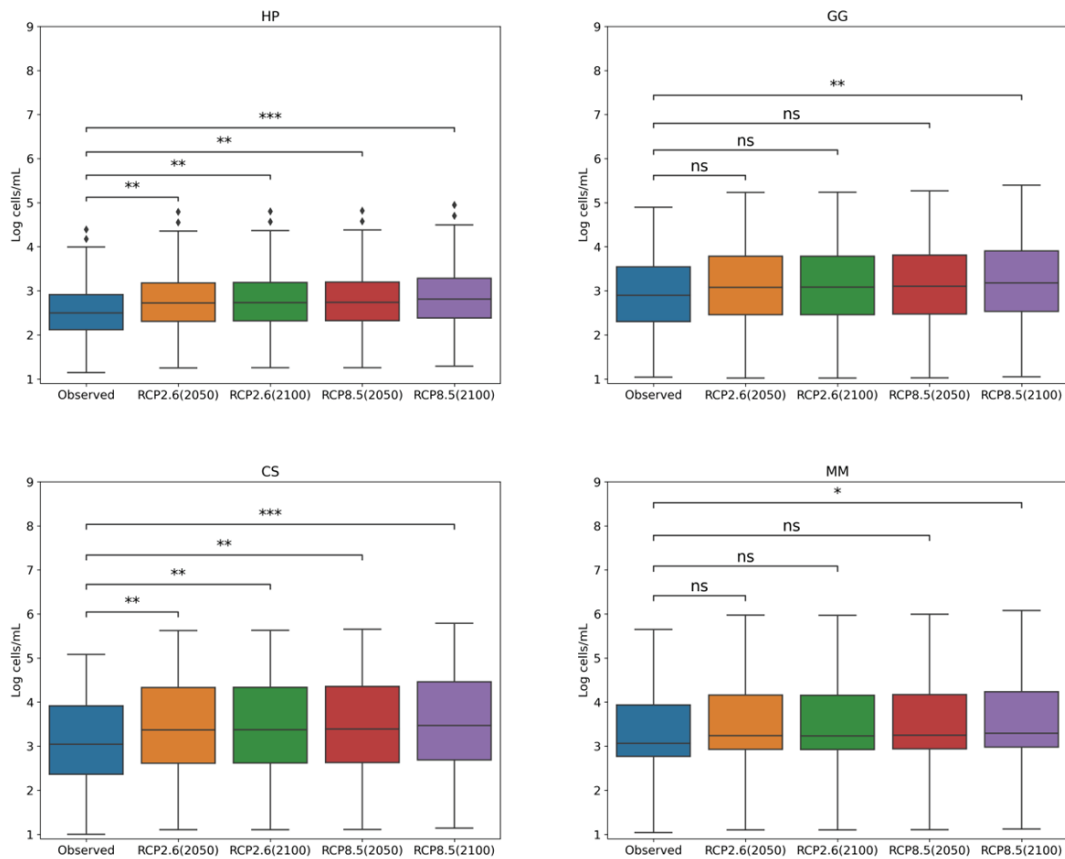 HP
9
8
7
6
5
4
3
2
1
Log cells/mL
***
**
**
**
Observed RCP2.6(2050) RCP2.6(2100) RCP8.5(2050) RCP8.5(2100)
GG
9
8
7
6
5
4
3
2
1
Log cells/mL
**
ns
ns
ns
Observed RCP2.6(2050) RCP2.6(2100) RCP8.5(2050) RCP8.5(2100)
CS
9
8
7
6
5
4
3
2
1
Log cells/mL
***
**
**
**
Observed RCP2.6(2050) RCP2.6(2100) RCP8.5(2050) RCP8.5(2100)
MM
9
8
7
6
5
4
3
2
1
Log cells/mL
*
ns
ns
ns
Observed RCP2.6(2050) RCP2.6(2100) RCP8.5(2050) RCP8.5(2100)